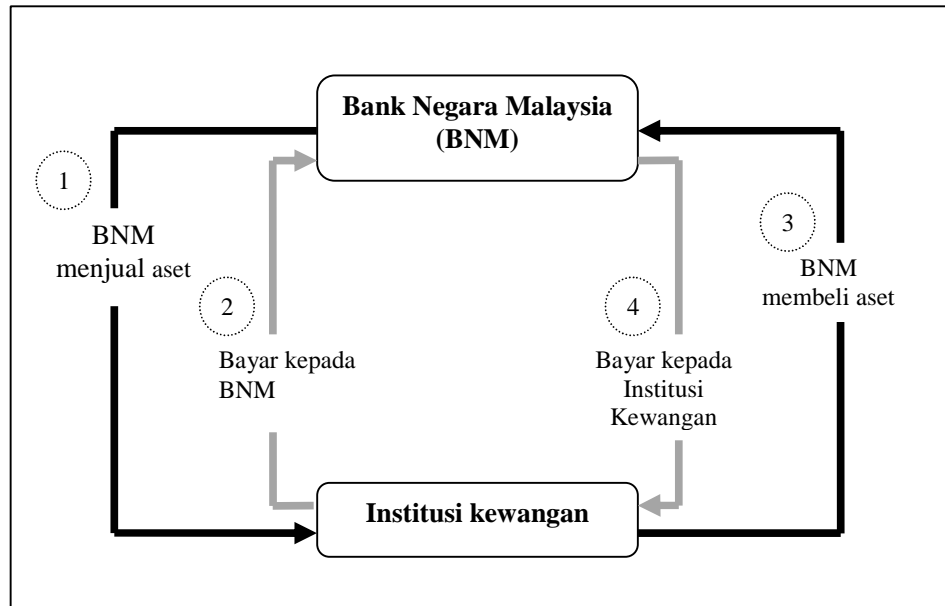 Bank Negara Malaysia
(BNM)
1
BNM
menjual aset
2
Bayar kepada
BNM
3
BNM
membeli aset
4
Bayar kepada
Institusi
Kewangan
Institusi kewangan